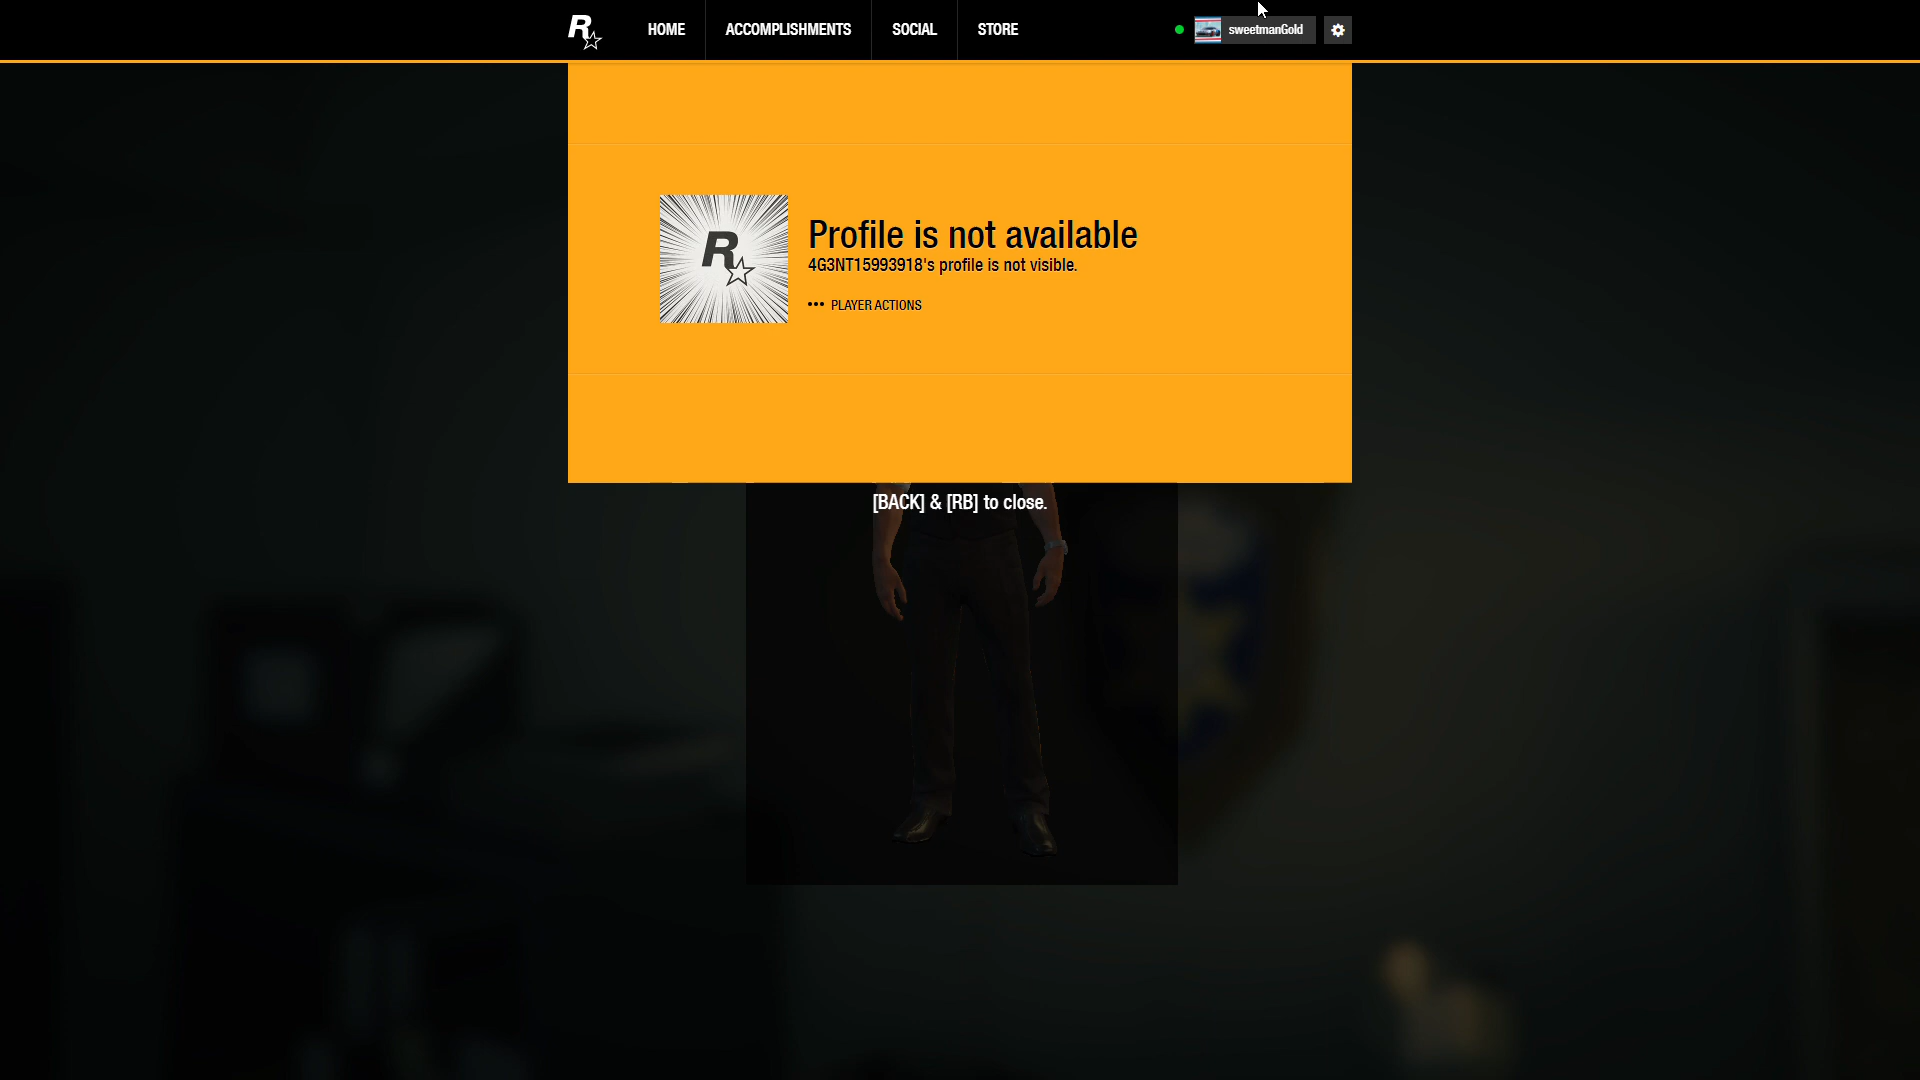 R
HOME
ACCOMPLISHMENTS
SOCIAL
STORE
sweetmanGold
R
Profile is not available
4G3NT15993918's profile is not visible.
PLAYER ACTIONS
[BACK] & [RB] to close.